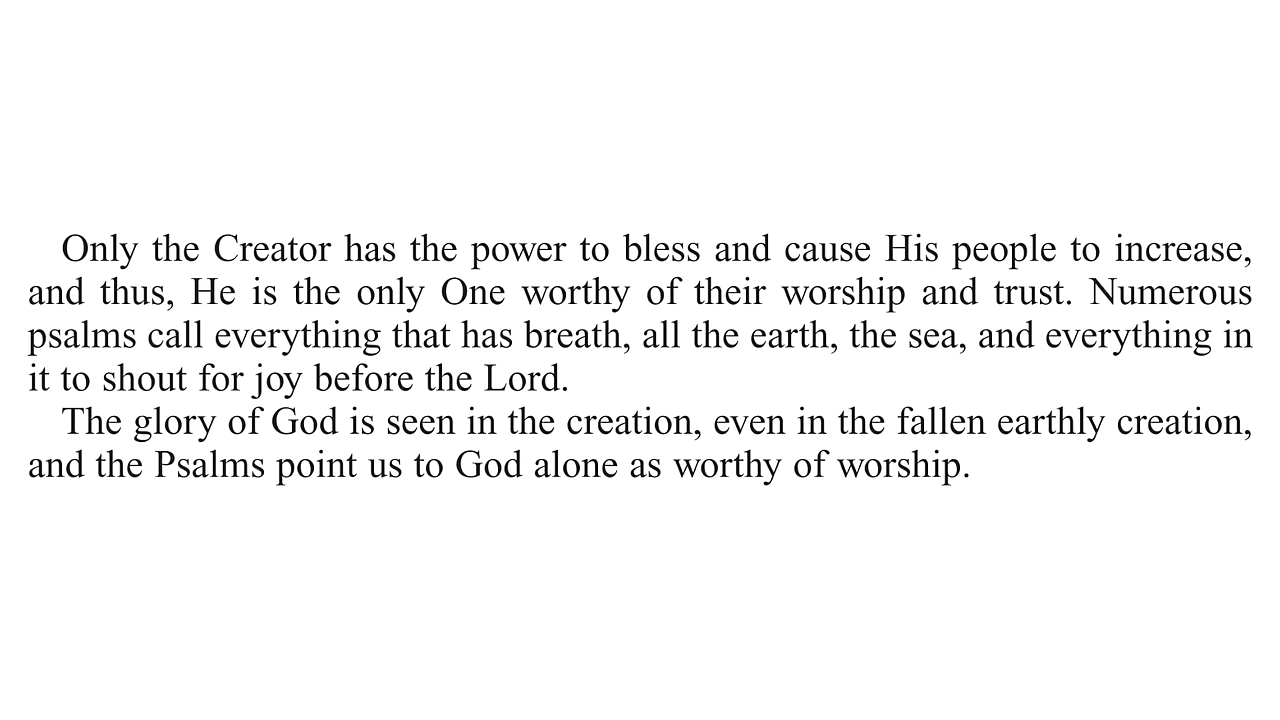 Only the Creator has the power to bless and cause His people to increase,
and thus, He is the only One worthy of their worship and trust. Numerous
psalms call everything that has breath, all the earth, the sea, and everything in
it to shout for joy before the Lord.
The glory of God is seen in the creation, even in the fallen earthly creation,
and the Psalms point us to God alone as worthy of worship.